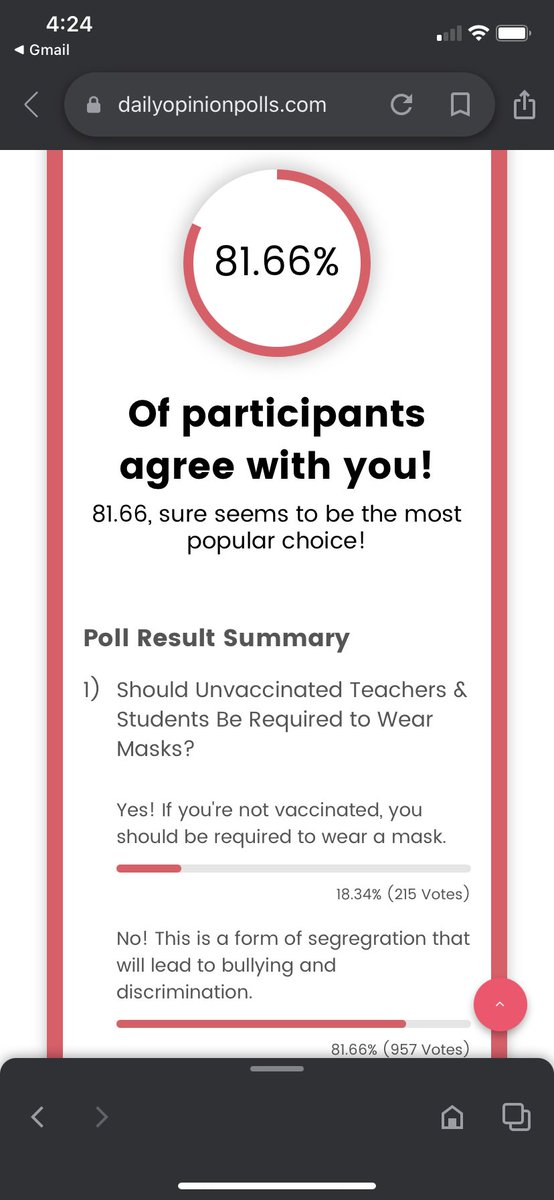 4:24
◀ Gmail
dailyopinionpolls.com
81.66%
Of participants
agree with you!
81.66, sure seems to be the most
popular choice!
Poll Result Summary
1) Should Unvaccinated Teachers &
Students Be Required to Wear
Masks?
Yes! If you're not vaccinated, you
should be required to wear a mask.
18.34% (215 Votes)
No! This is a form of segregration that
will lead to bullying and
discrimination.
81.66% (957 Votes)